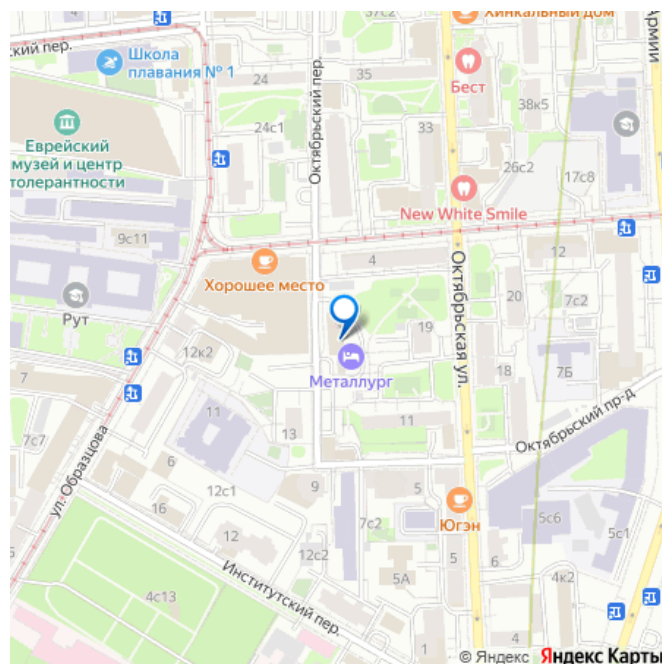 Хинкальный дом
ский пер.
Школа
плавания № 1
24
35
Бест
Армии
38к5
Еврейский
музей и центр
толерантности
24с1
Октябрьский пер.
33
26с2
17с8
New White Smile
9с11
Хорошее место
4
12
Октябрьская ул.
20
7с2
Рут
12к2
19
Металлург
18
7Б
7
11
11
13
Октябрьский пр-д
7с7
ул. Образцова
6
12с1
9
5
16
12
7с2
Югэн
5с6
5с1
12с2
5
6
5А
4к2
Институтский пер.
4с13
1
4
© Яндекс Яндекс Карты